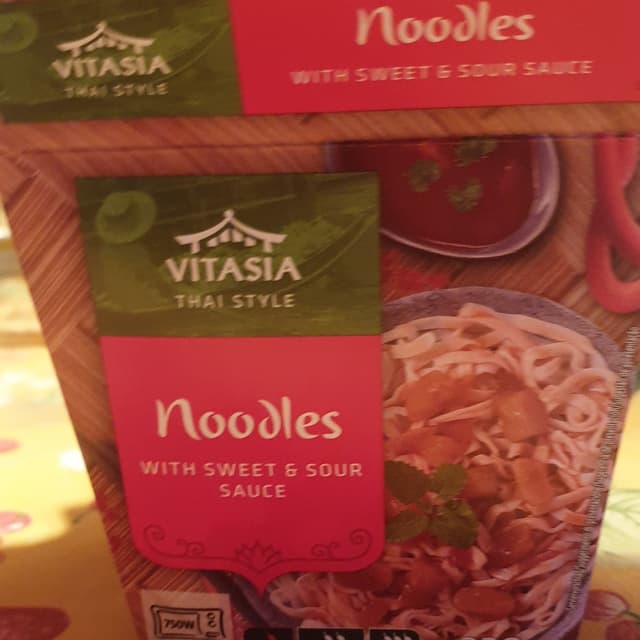 VITASIA
THAI STYLE
Noodles
WITH SWEET & SOUR SAUCE
VITASIA
THAI STYLE
Noodles
WITH SWEET & SOUR
SAUCE
750W